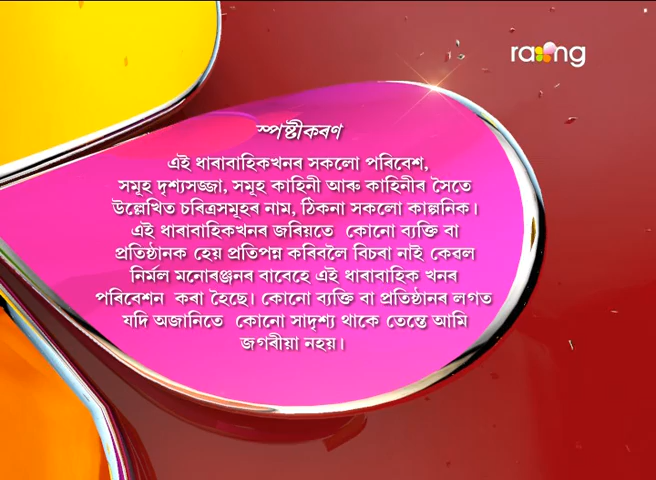 rang
স্পষ্টীকৰণ
এই ধাৰাবাহিকখনৰ সকলো পৰিবেশ,
সমূহ দৃশ্যসজ্জা, সমূহ কাহিনী আৰু কাহিনীৰ সৈতে
উল্লেখিত চৰিত্ৰসমূহৰ নাম, ঠিকনা সকলো কাল্পনিক।
এই ধাৰাবাহিকখনৰ জৰিয়তে কোনো ব্যক্তি বা
প্ৰতিষ্ঠানক হেয় প্ৰতিপন্ন কৰিবলৈ বিচৰা নাই কেৱল
নিৰ্মল মনোৰঞ্জনৰ বাবেহে এই ধাৰাবাহিক খনৰ
পৰিবেশন কৰা হৈছে। কোনো ব্যক্তি বা প্ৰতিষ্ঠানৰ লগত
যদি অজানিতে কোনো সাদৃশ্য থাকে তেন্তে আমি
জগৰীয়া নহয়।